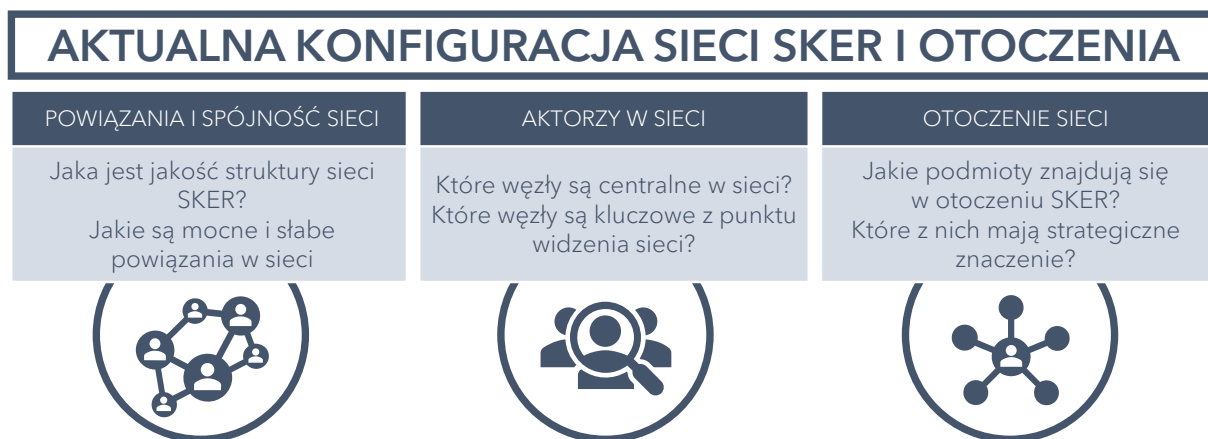 AKTUALNA KONFIGURACJA SIECI SKER I OTOCZENIA
POWIĄZANIA I SPÓJNOŚĆ SIECI
Jaka jest jakość struktury sieci
SKER?
Jakie są mocne i słabe
powiązania w sieci
AKTORZY W SIECI
Które węzły są centralne w sieci?
Które węzły są kluczowe z punktu
widzenia sieci?
OTOCZENIE SIECI
Jakie podmioty znajdują się
w otoczeniu SKER?
Które z nich mają strategiczne
znaczenie?